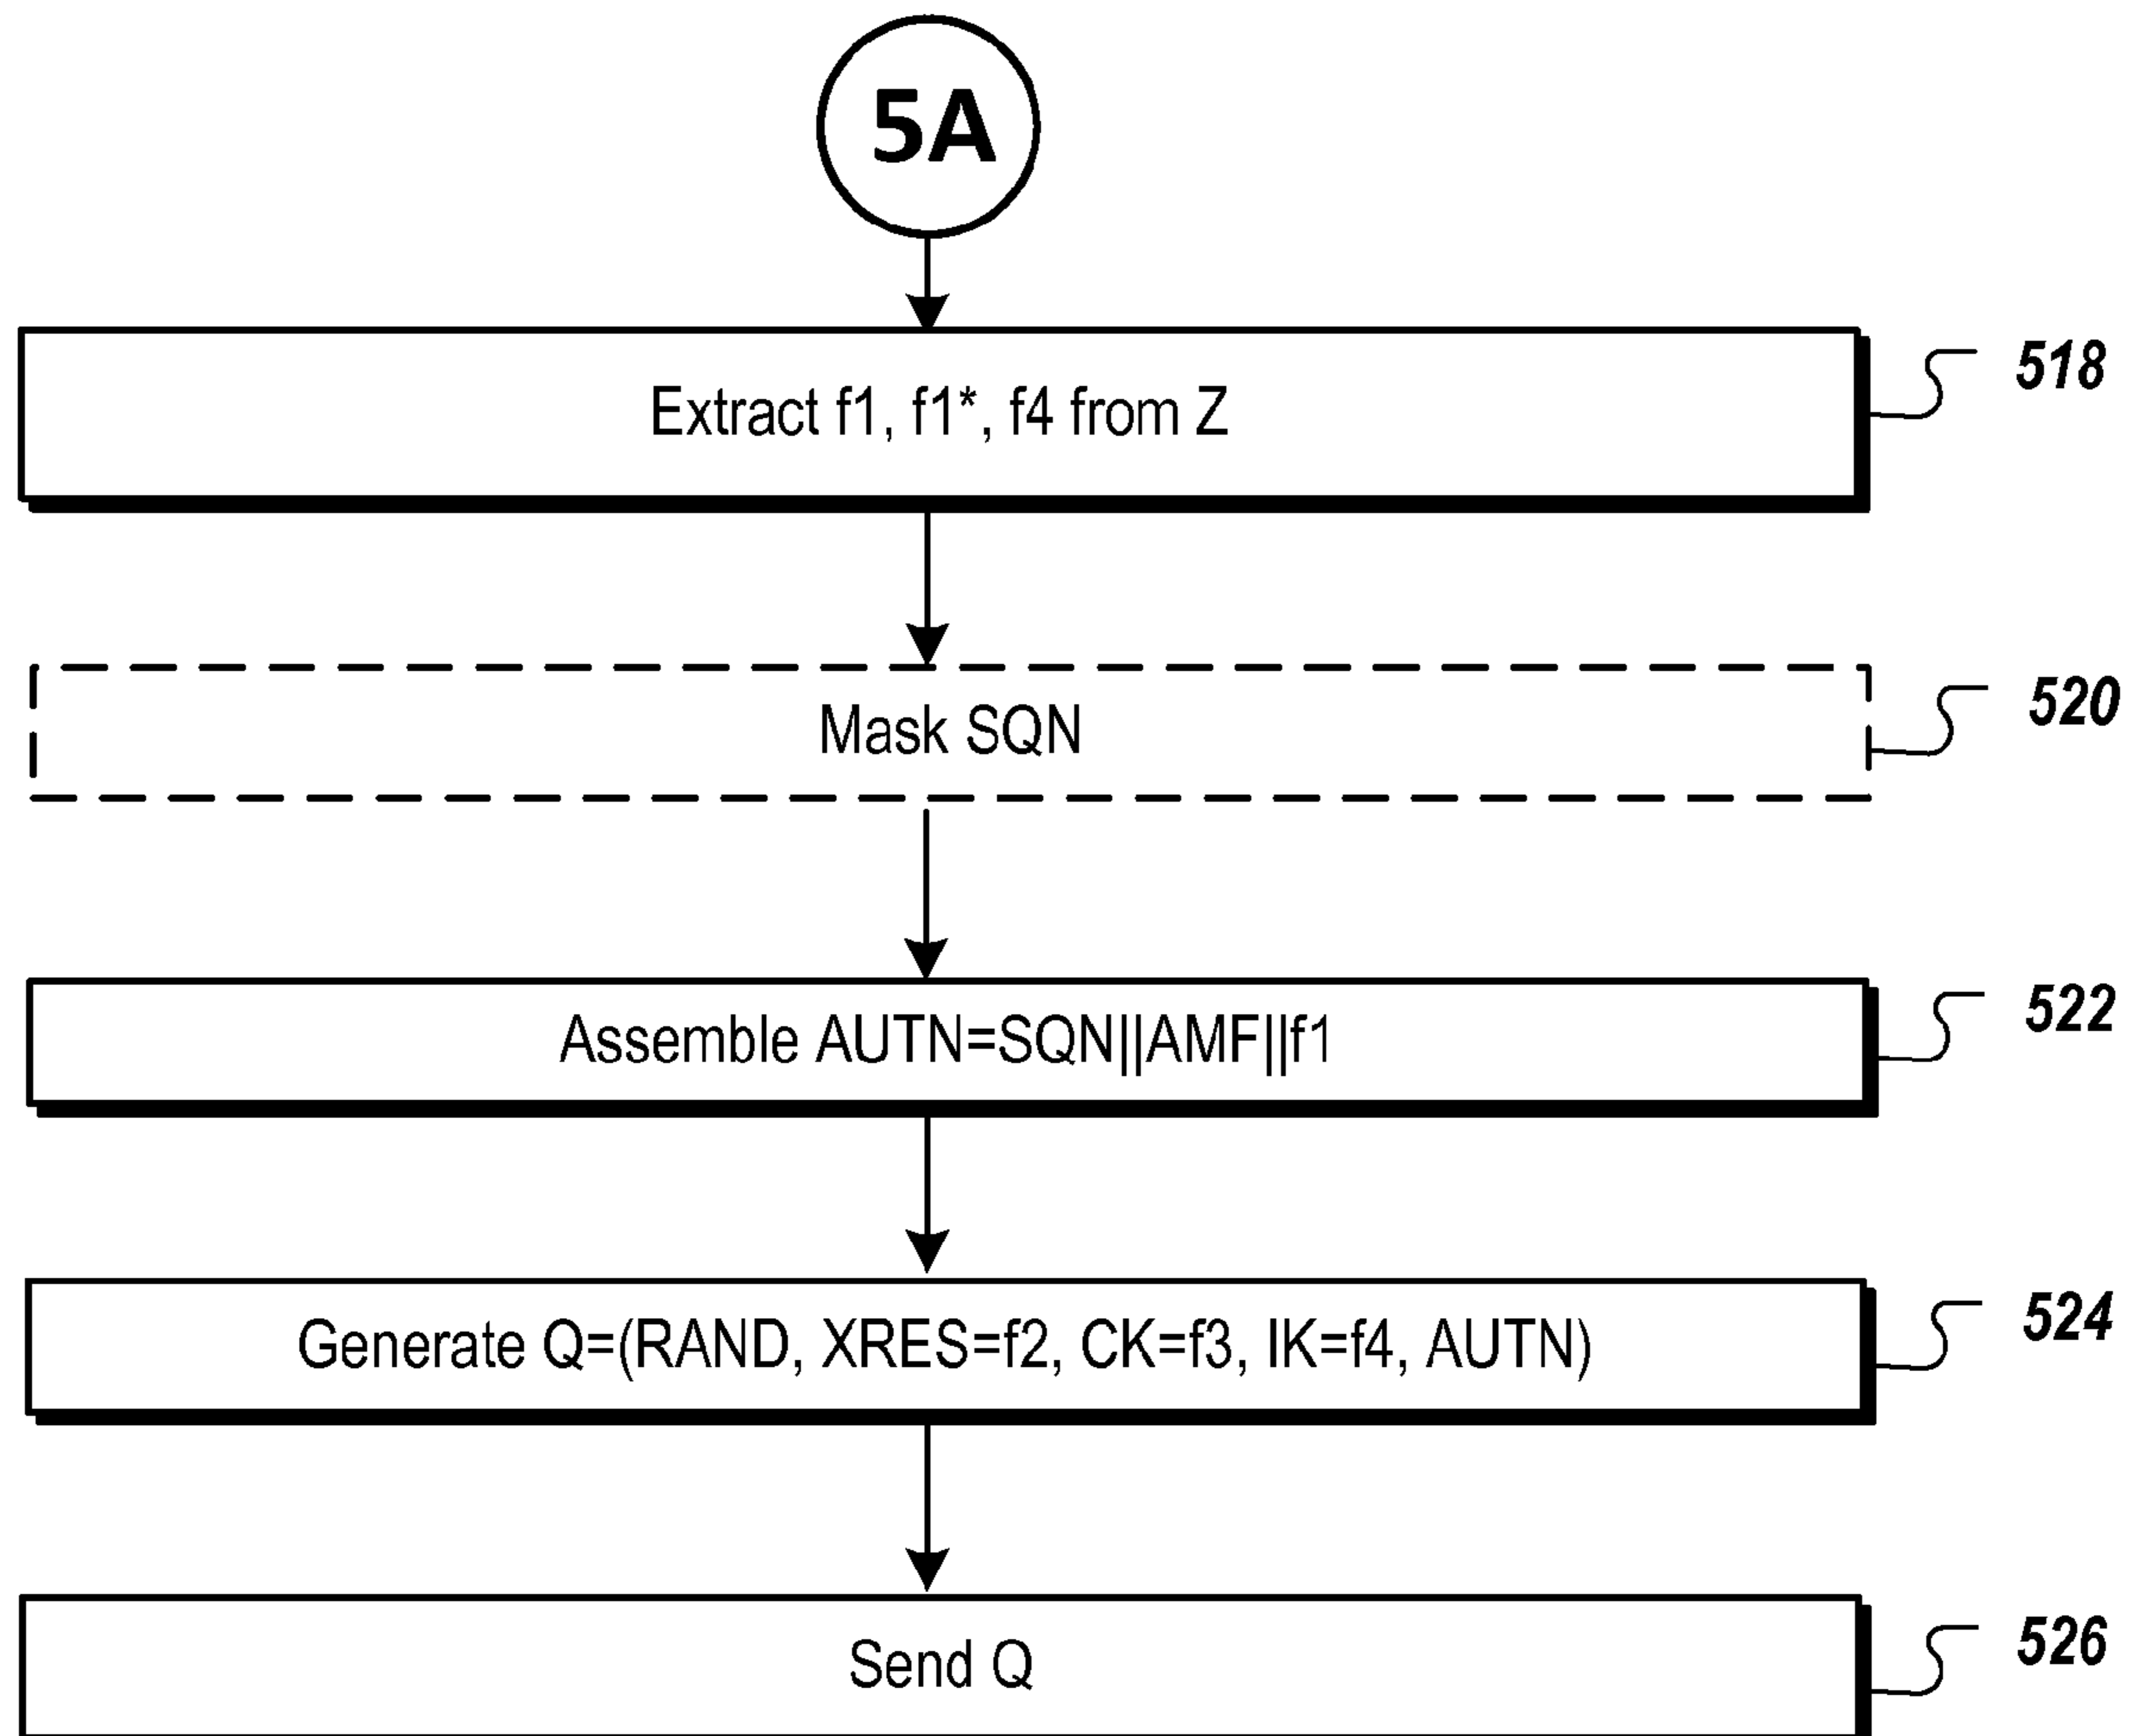 5A
Extract f1, f1*, f4 from Z
518
Mask SQN
520
Assemble AUTN=SQN||AMF||f1
522
Generate Q=(RAND, XRES=f2, CK=f3, IK=f4, AUTN)
524
Send Q
526